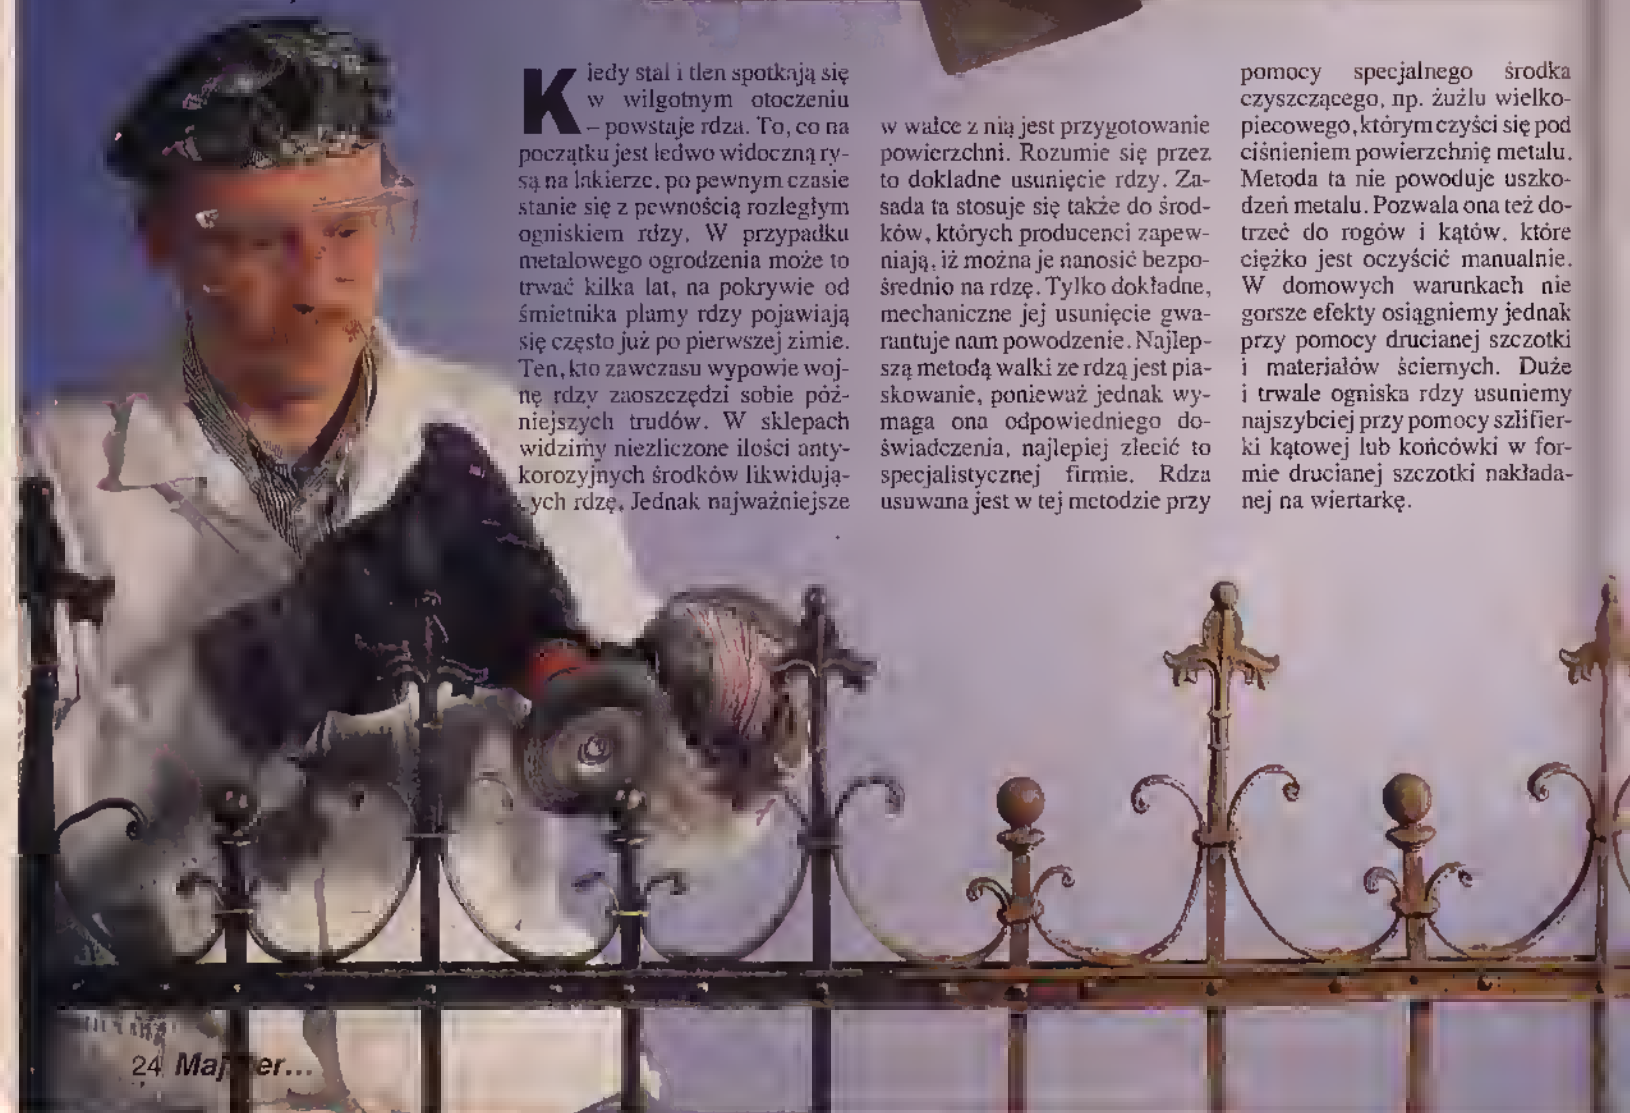 Kiedy stal i tlen spotkają się
w wilgotnym otoczeniu
– powstaje rdza. To, co na
początku jest ledwo widoczną ry-
są na lakierze, po pewnym czasie
stanie się z pewnością rozległym
ogniskiem rdzy. W przypadku
metalowego ogrodzenia może to
trwać kilka lat, na pokrywie od
śmietnika plamy rdzy pojawiają
się często już po pierwszej zimie.
Ten, kto zawczasu wypowie woj-
nę rdzy zaoszczędzi sobie póź-
niejszych trudów. W sklepach
widzimy niezliczone ilości anty-
korozyjnych środków likwidują-
cych rdzę. Jednak najważniejsze
w walce z nią jest przygotowanie
powierzchni. Rozumie się przez
to dokładne usunięcie rdzy. Za-
sada ta stosuje się także do środ-
ków, których producenci zapew-
niają, iż można je nanosić bezpo-
średnio na rdzę. Tylko dokładne,
mechaniczne jej usunięcie gwa-
rantuje nam powodzenie. Najlep-
szą metodą walki ze rdzą jest pia-
skowanie, ponieważ jednak wy-
maga ona odpowiedniego do-
świadczenia, najlepiej zlecić to
specjalistycznej firmie. Rdza
usuwana jest w tej metodzie przy
pomocy specjalnego środka
czyszczącego, np. żużlu wielko-
piecowego, którym czyści się pod
ciśnieniem powierzchnię metalu.
Metoda ta nie powoduje uszko-
dzeń metalu. Pozwala ona też do-
trzeć do rogów i kątów, które
ciężko jest oczyścić manualnie.
W domowych warunkach nie
gorsze efekty osiągniemy jednak
przy pomocy drucianej szczotki
i materiałów ściernych. Duże
i trwałe ogniska rdzy usuniemy
najszybciej przy pomocy szlifier-
ki kątowej lub końcówki w for-
mie drucianej szczotki nakłada-
nej na wiertarkę.
24